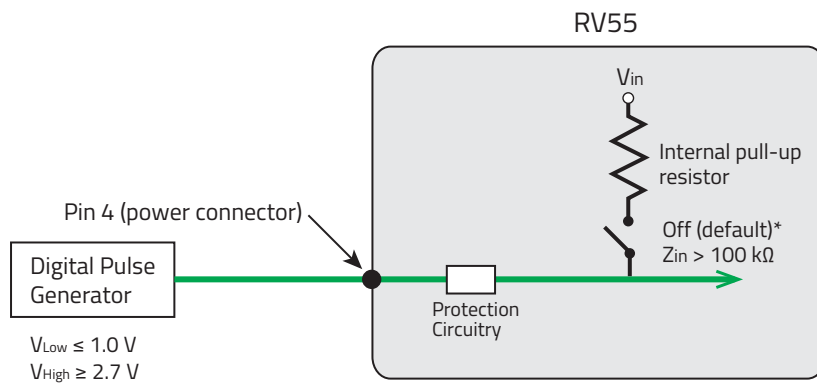 RV55
Vin
Internal pull-up
resistor
Pin 4 (power connector)
Off (default)*
Zin > 100 kΩ
Digital Pulse
Generator
Protection
Circuitry
VLow ≤ 1.0 V
VHigh ≥ 2.7 V